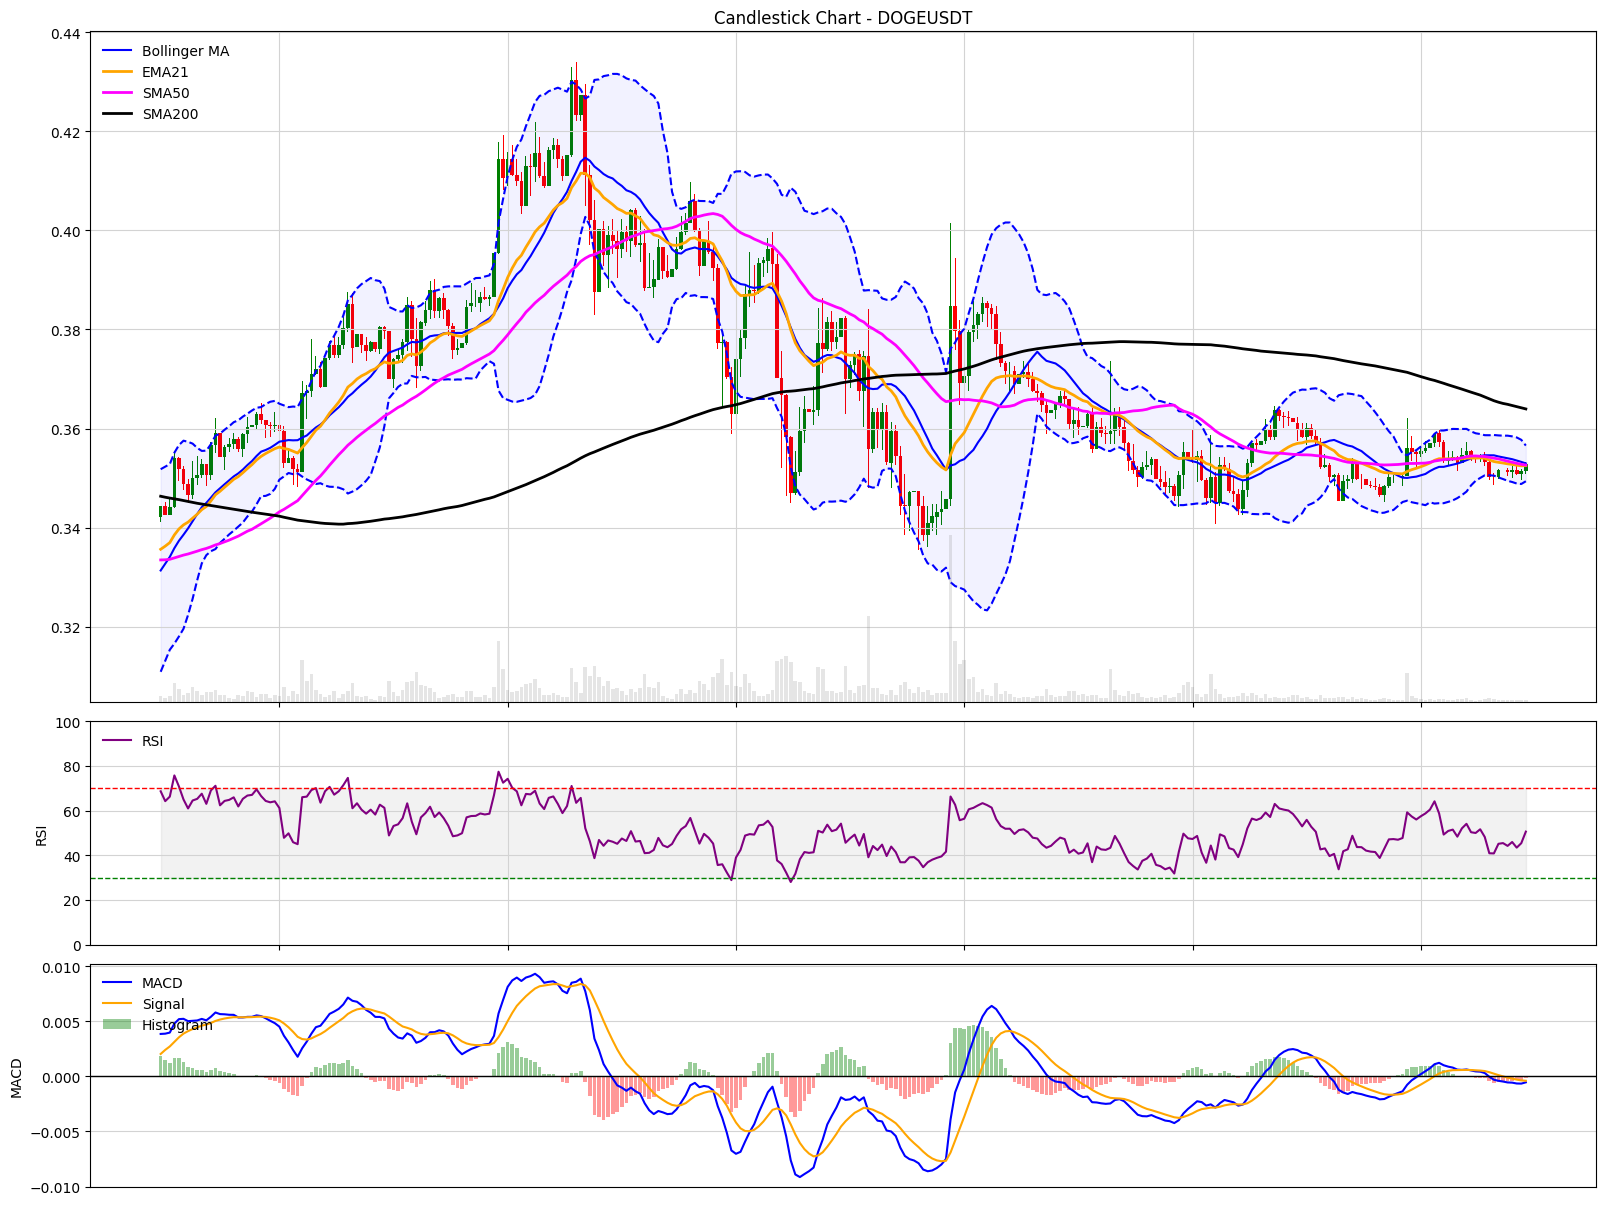 Candlestick Chart - DOGEUSDT
0.44
0.42
0.40
0.38
0.36
0.34
0.32
Bollinger MA
EMA21
SMA50
SMA200
100
80
60
40
20
0
RSI
RSI
0.010
0.005
0.000
−0.005
−0.010
MACD
MACD
Signal
Histogram